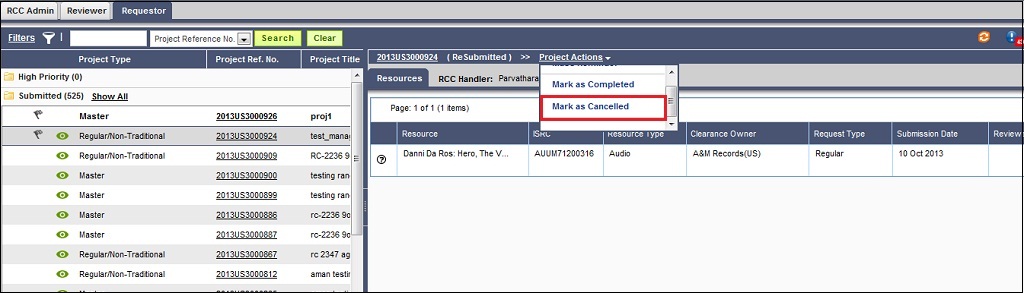 RCC Admin Reviewer Requestor
Filters Project Reference No. Search Clear
Project Type Project Ref. No. Project Title
High Priority (0)
Submitted (525) Show All
Master 2013US3000926 proj1
Regular/Non-Traditional 2013US3000924 test_manag
Regular/Non-Traditional 2013US3000909 RC-2236 9o
Master 2013US3000900 testing ran
Master 2013US3000899 testing ran
Master 2013US3000886 rc-2236 9o
Master 2013US3000887 rc-2236 9o
Regular/Non-Traditional 2013US3000867 rc 2347 ag
Regular/Non-Traditional 2013US3000812 aman testin
2013US3000924 ( ReSubmitted ) >> Project Actions
Resources RCC Handler: Parvathara
Mark as Completed
Mark as Cancelled
Page: 1 of 1 (1 items)
Resource ISRC Resource Type Clearance Owner Request Type Submission Date Review
Danni Da Ros: Hero, The V... AUUM71200316 Audio A&M Records(US) Regular 10 Oct 2013